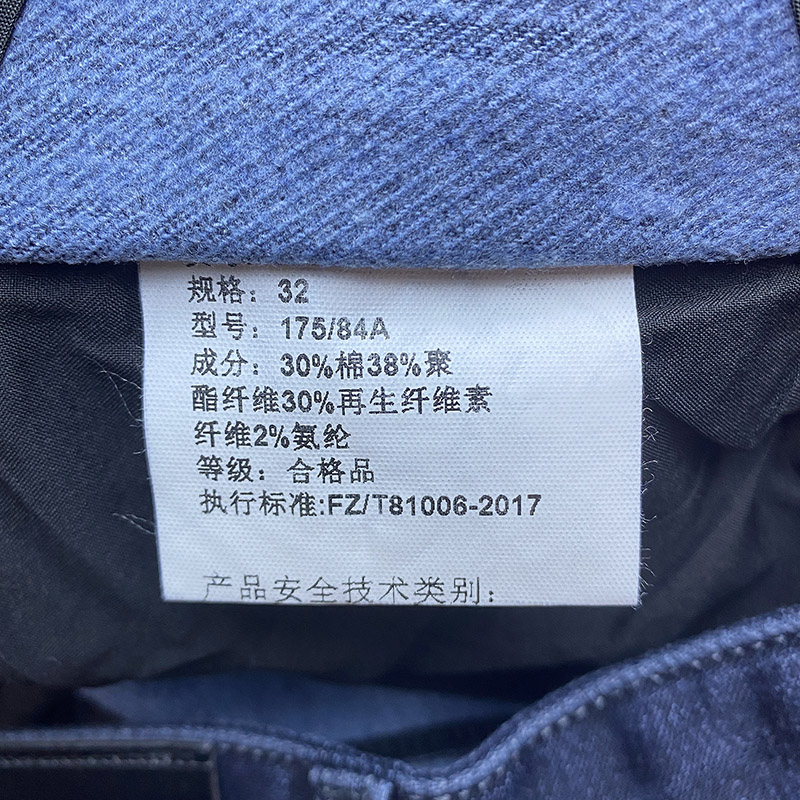 规格：32
型号：175/84A
成分：30%棉38%聚
酯纤维30%再生纤维素
纤维2%氨纶
等级：合格品
执行标准:FZ/T81006-2017
产品安全技术类别：